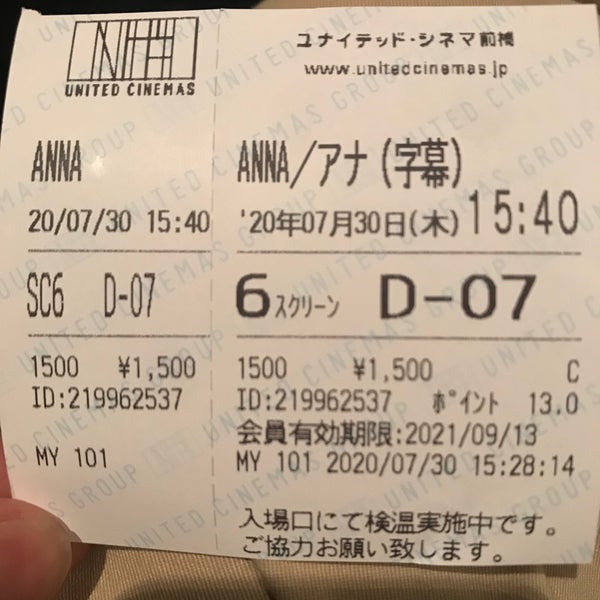 UNITED CINEMAS
ANNA
20/07/30 15:40
SC6 D-07
1500 ¥1,500
ID:219962537
MY 101
ユナイテッド・シネマ前橋
www.unitedcinemas.jp
ANNA/アナ(字幕)
'20年07月30日(木)15:40
6スクリーン D-07
1500 ¥1,500 C
ID:219962537 ポイント 13.0
会員有効期限:2021/09/13
MY 101 2020/07/30 15:28:14
入場口にて検温実施中です。
ご協力お願い致します。